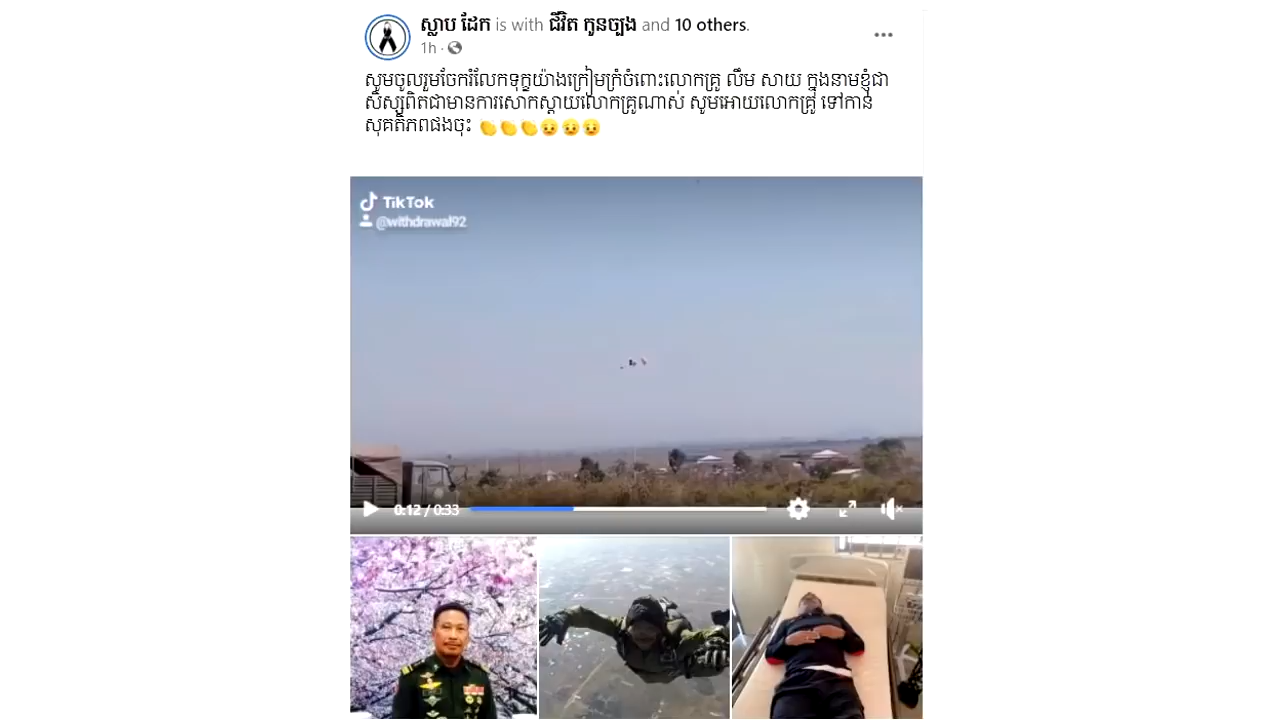 ស្លាប ដែក is with ជីវិត កូនច្បង and 10 others.
1h ·
សូមចូលរួមចែករំលែកទុក្ខយ៉ាងក្រៀមក្រំចំពោះលោកគ្រូ លឹម សាយ ក្នុងនាមខ្ញុំជា
សិស្សពិតជាមានការសោកស្ដាយលោកគ្រូណាស់ សូមអោយលោកគ្រូ ទៅកាន់
សុគតិភពផងចុះ 👏👏👏😥😥😥
TikTok
@withdrawal92
0:12 / 0:33